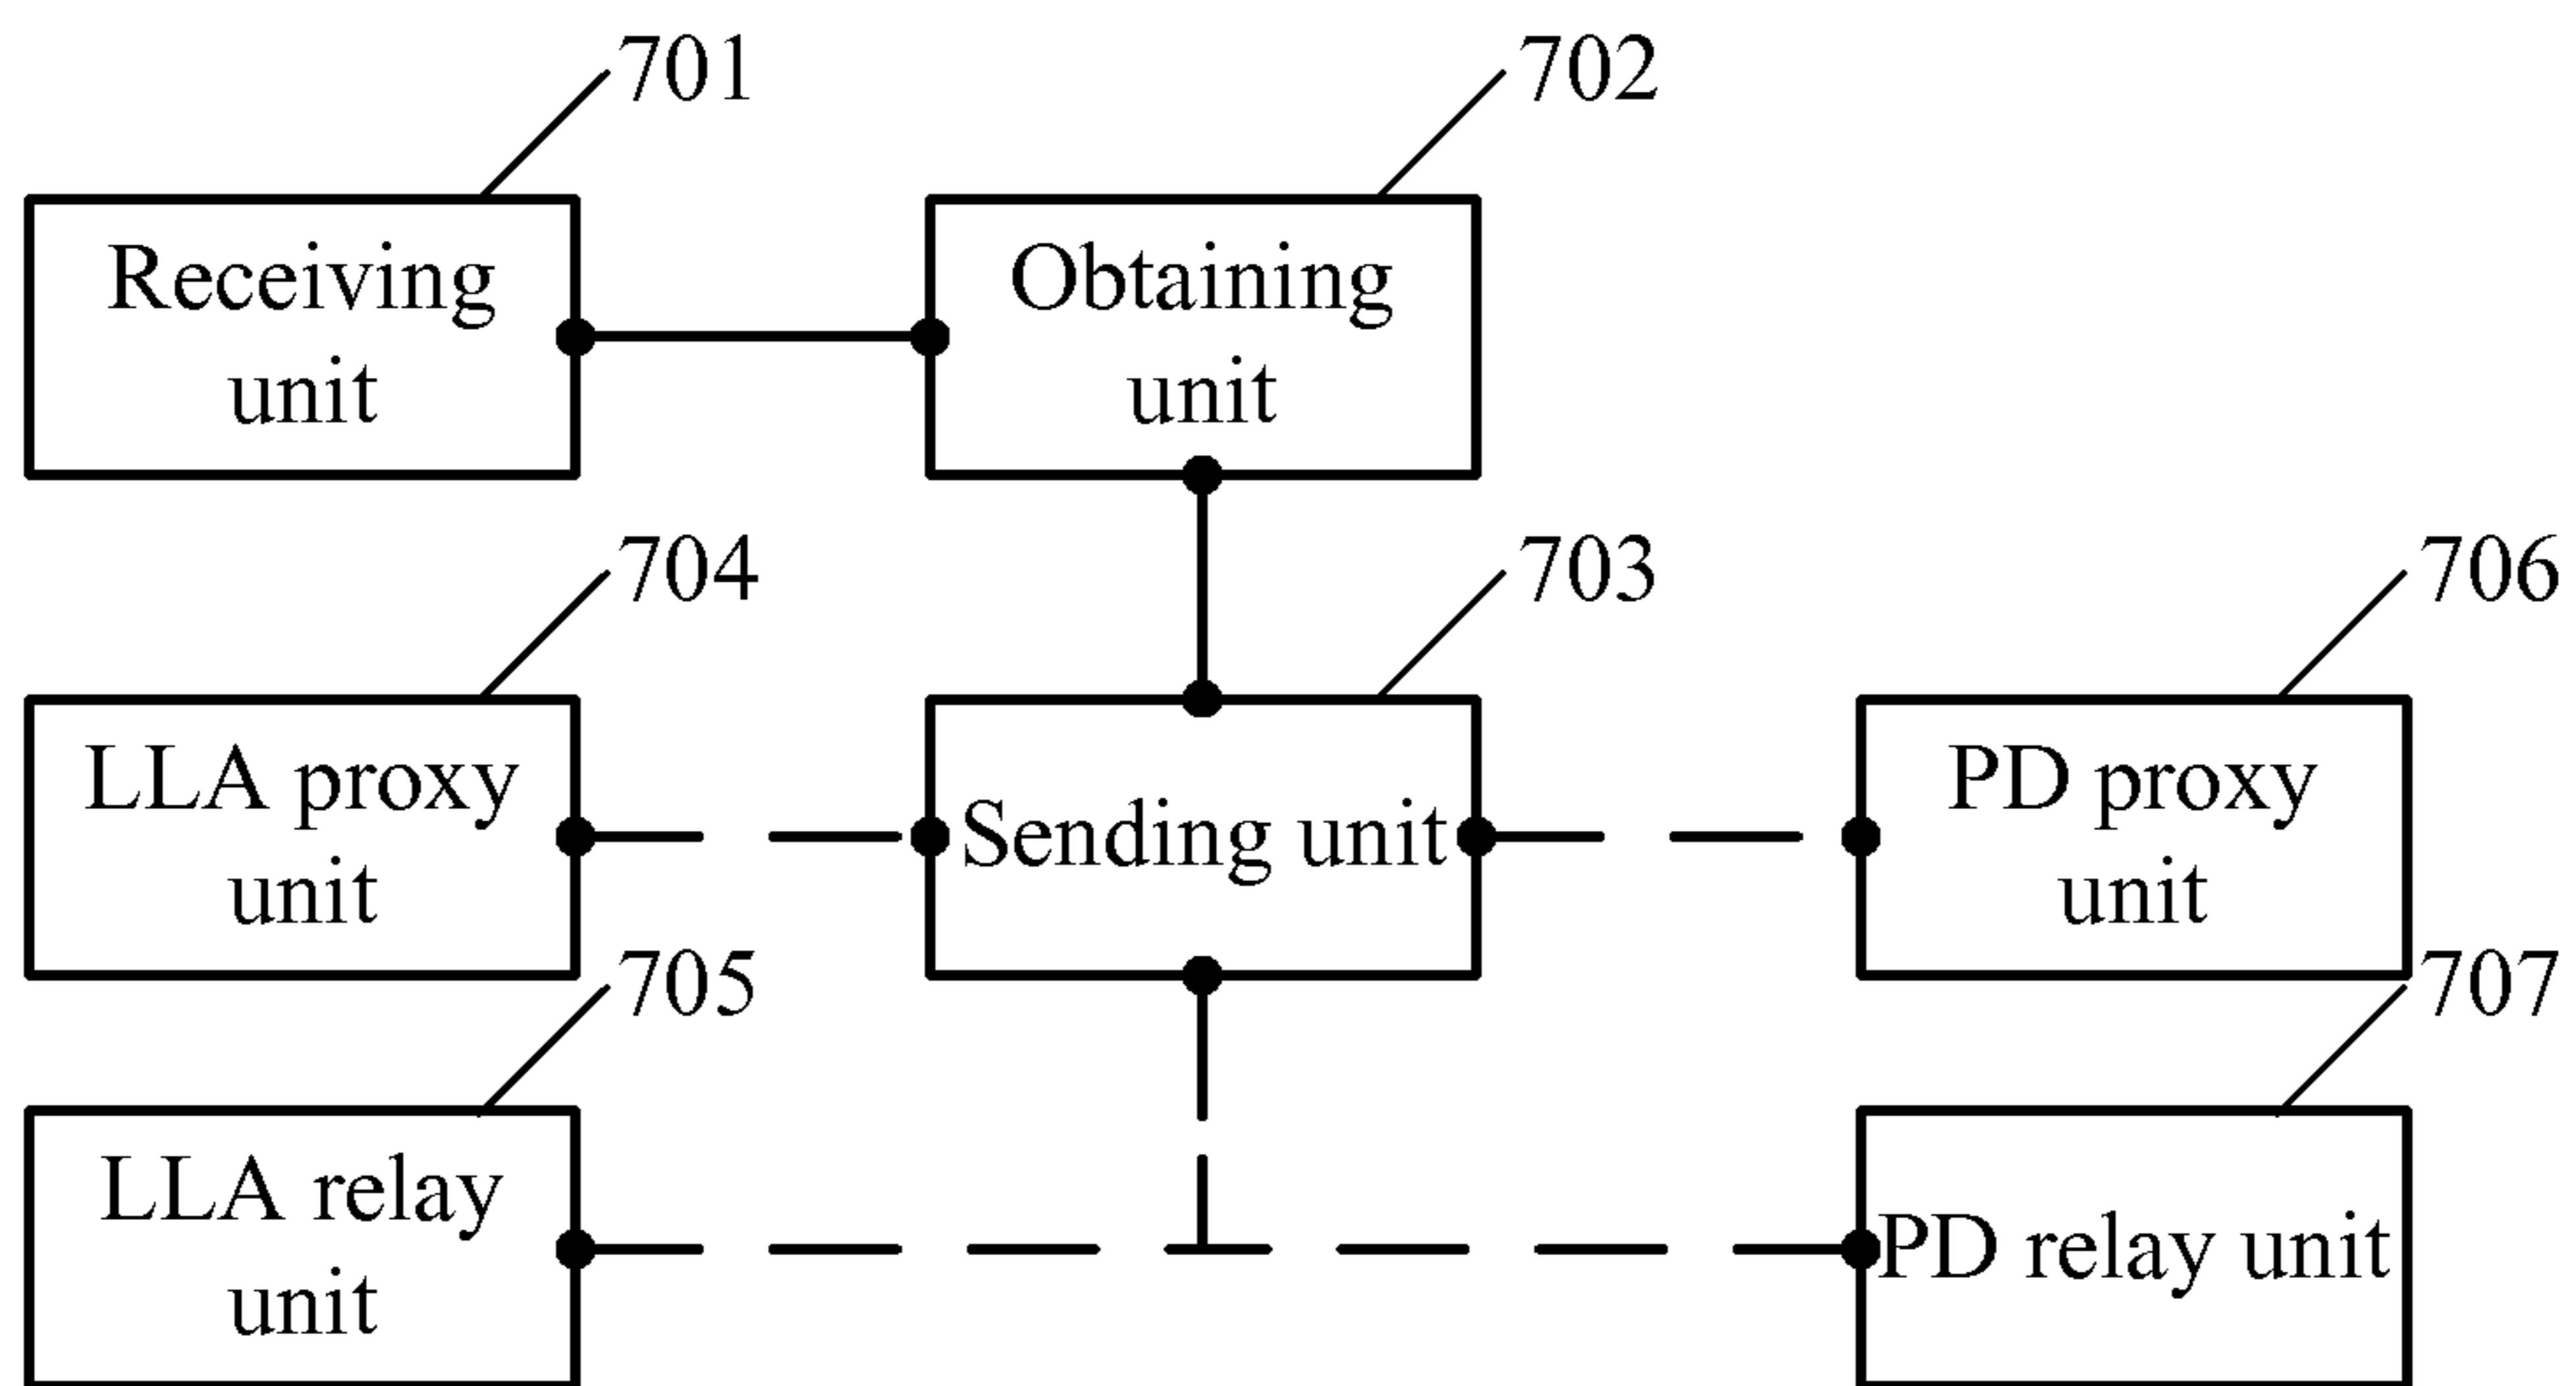 701
702
Receiving
unit
Obtaining
unit
704
703
706
LLA proxy
unit
Sending unit
PD proxy
unit
705
707
LLA relay
unit
PD relay unit